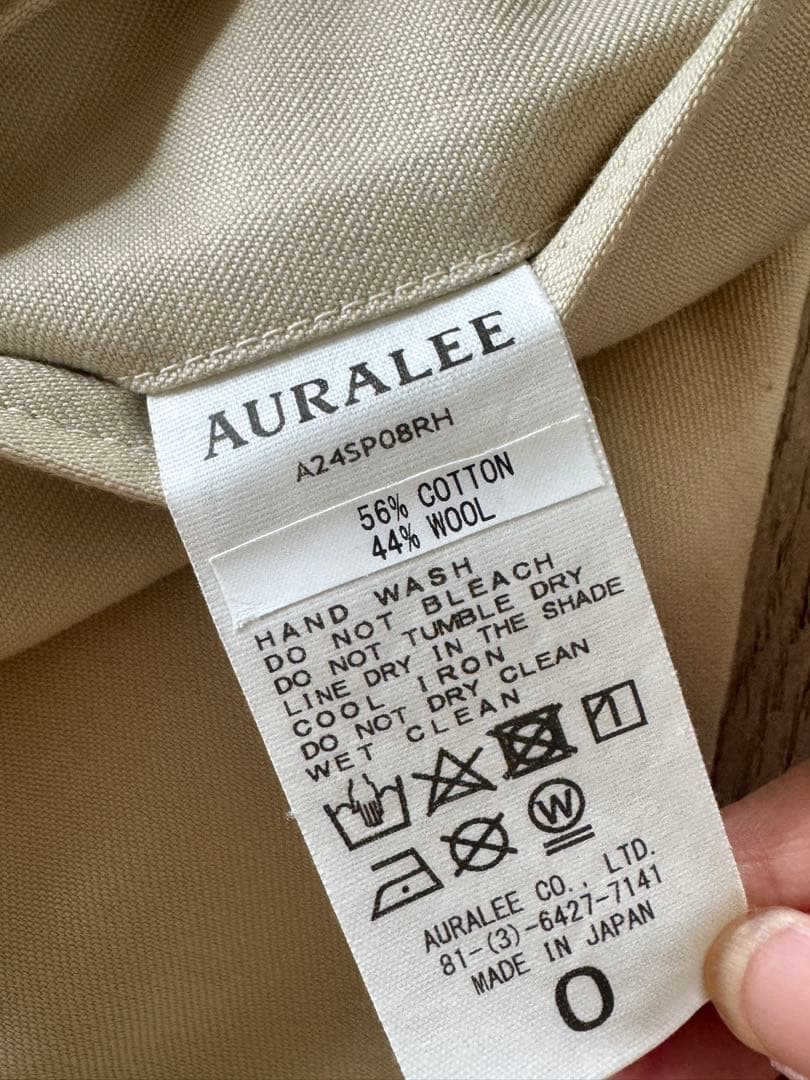 AURALEE
A24SP08RH
56% COTTON
44% WOOL
HAND WASH
DO NOT BLEACH
DO NOT TUMBLE DRY
LINE DRY IN THE SHADE
COOL IRON
DO NOT DRY CLEAN
WET CLEAN
W
AURALEE CO., LTD.
81-(3)-6427-7141
MADE IN JAPAN
0